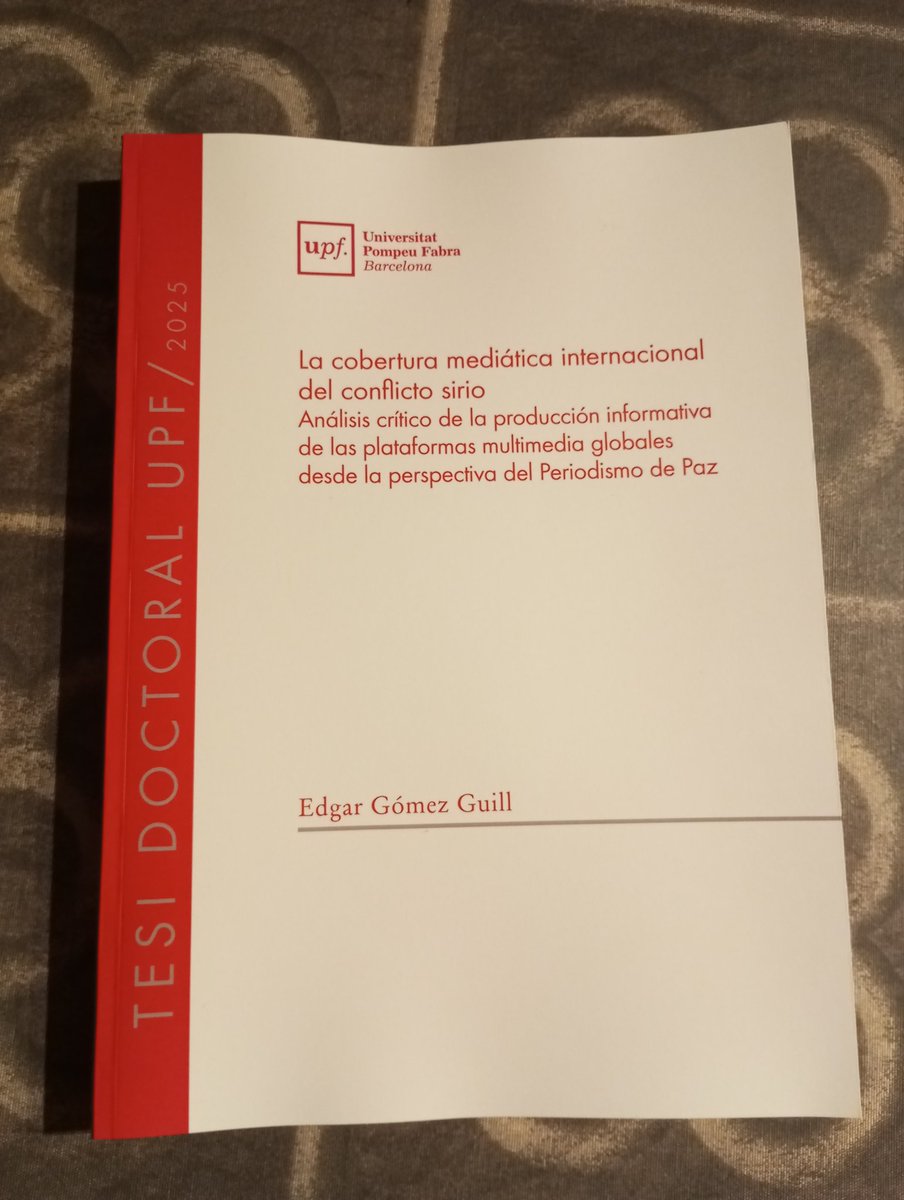 TESI DOCTORAL UPF/2025
upf.
Universitat
Pompeu Fabra
Barcelona
La cobertura mediática internacional
del conflicto sirio
Análisis crítico de la producción informativa
de las plataformas multimedia globales
desde la perspectiva del Periodismo de Paz
Edgar Gómez Guill